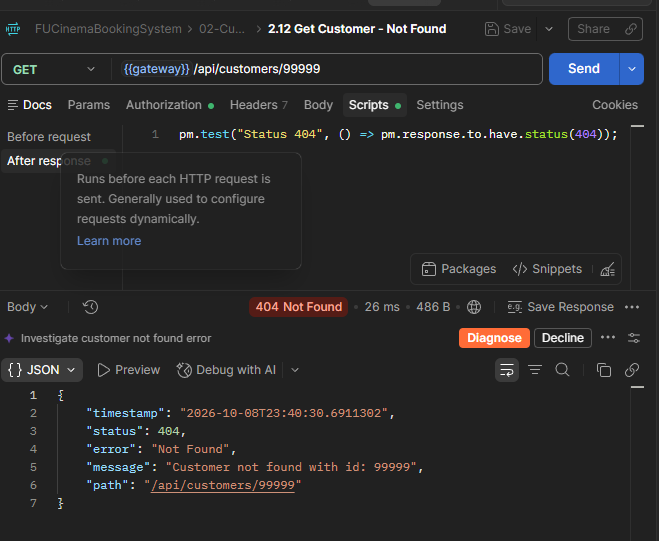 HTTP FUCinemaBookingSystem > 02-Cu... > 2.12 Get Customer - Not Found Save Share
GET {{gateway}} /api/customers/99999 Send
Docs Params Authorization Headers 7 Body Scripts Settings Cookies
Before request
After response
1 pm.test("Status 404", () => pm.response.to.have.status(404));
Runs before each HTTP request is
sent. Generally used to configure
requests dynamically.
Learn more
Packages </> Snippets
Body 404 Not Found • 26 ms • 486 B • e.g. Save Response
Investigate customer not found error Diagnose Decline
{} JSON Preview Debug with AI
1 {
2 "timestamp": "2026-10-08T23:40:30.6911302",
3 "status": 404,
4 "error": "Not Found",
5 "message": "Customer not found with id: 99999",
6 "path": "/api/customers/99999"
7 }